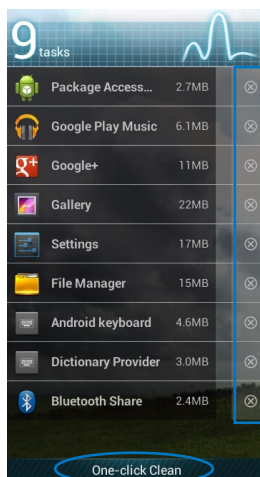 9 tasks
Package Access... 2.7MB
Google Play Music 6.1MB
Google+ 11MB
Gallery 22MB
Settings 17MB
File Manager 15MB
Android keyboard 4.6MB
Dictionary Provider 3.0MB
Bluetooth Share 2.4MB
One-click Clean